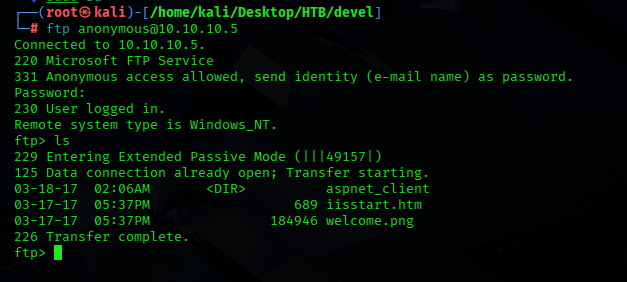 ┌──(root㉿kali)-[/home/kali/Desktop/HTB/devel]
└─# ftp anonymous@10.10.10.5
Connected to 10.10.10.5.
220 Microsoft FTP Service
331 Anonymous access allowed, send identity (e-mail name) as password.
Password:
230 User logged in.
Remote system type is Windows_NT.
ftp> ls
229 Entering Extended Passive Mode (|||49157|)
125 Data connection already open; Transfer starting.
03-18-17  02:06AM       <DIR>          aspnet_client
03-17-17  05:37PM                  689 iisstart.htm
03-17-17  05:37PM               184946 welcome.png
226 Transfer complete.
ftp>